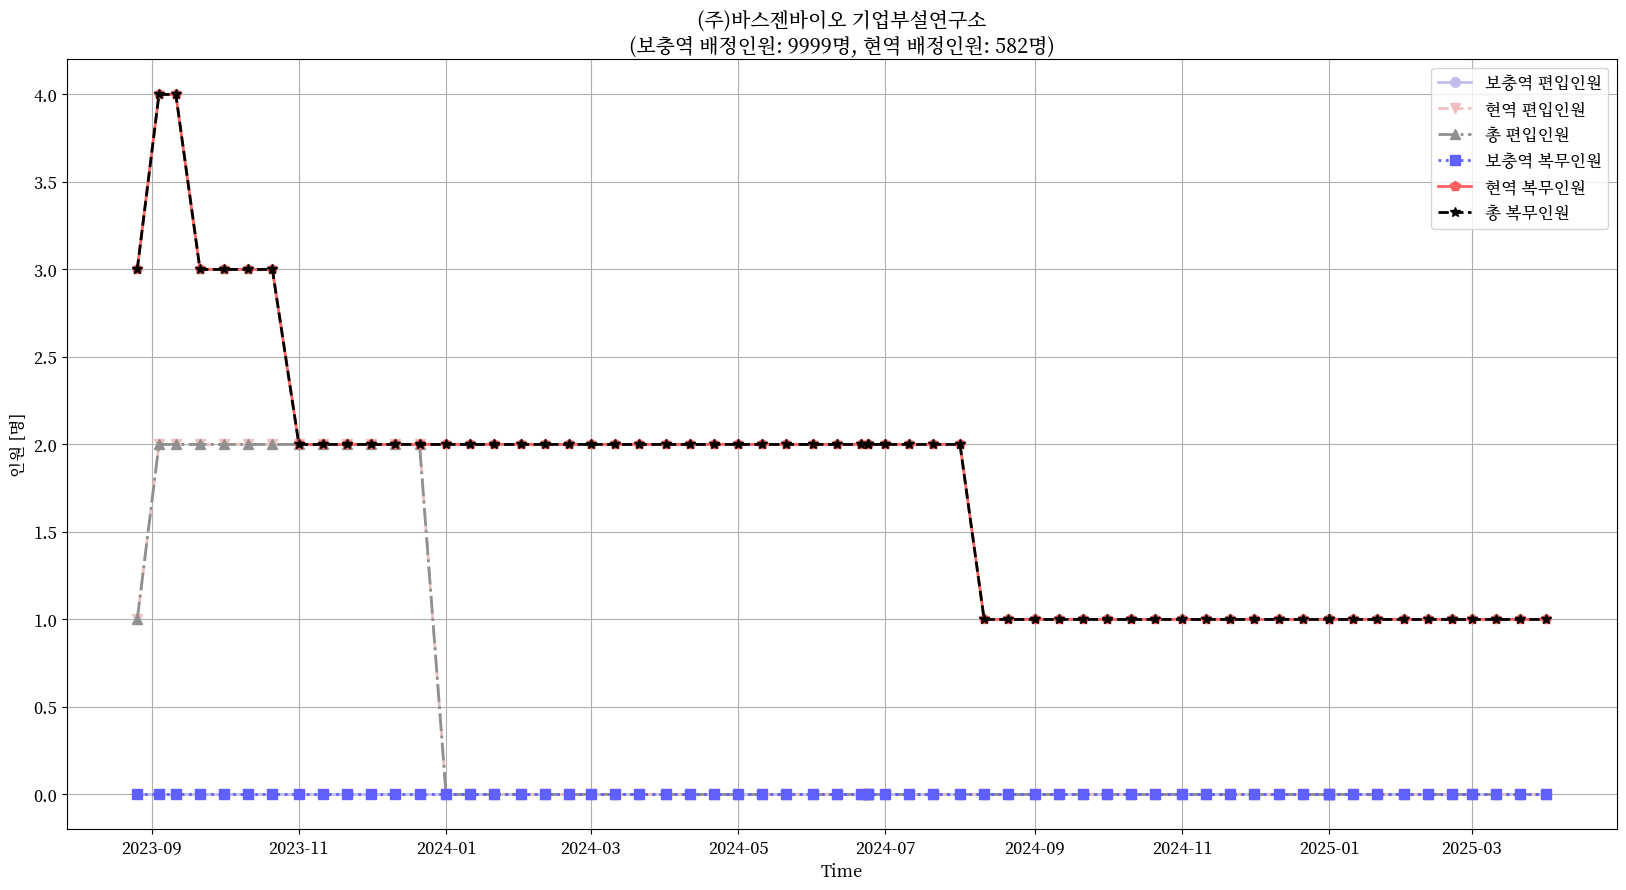 (주)바스젠바이오 기업부설연구소
(보충역 배정인원: 9999명, 현역 배정인원: 582명)
보충역 편입인원
현역 편입인원
총 편입인원
보충역 복무인원
현역 복무인원
총 복무인원
인원 [명]
4.0
3.5
3.0
2.5
2.0
1.5
1.0
0.5
0.0
2023-09 2023-11 2024-01 2024-03 2024-05 2024-07 2024-09 2024-11 2025-01 2025-03
Time